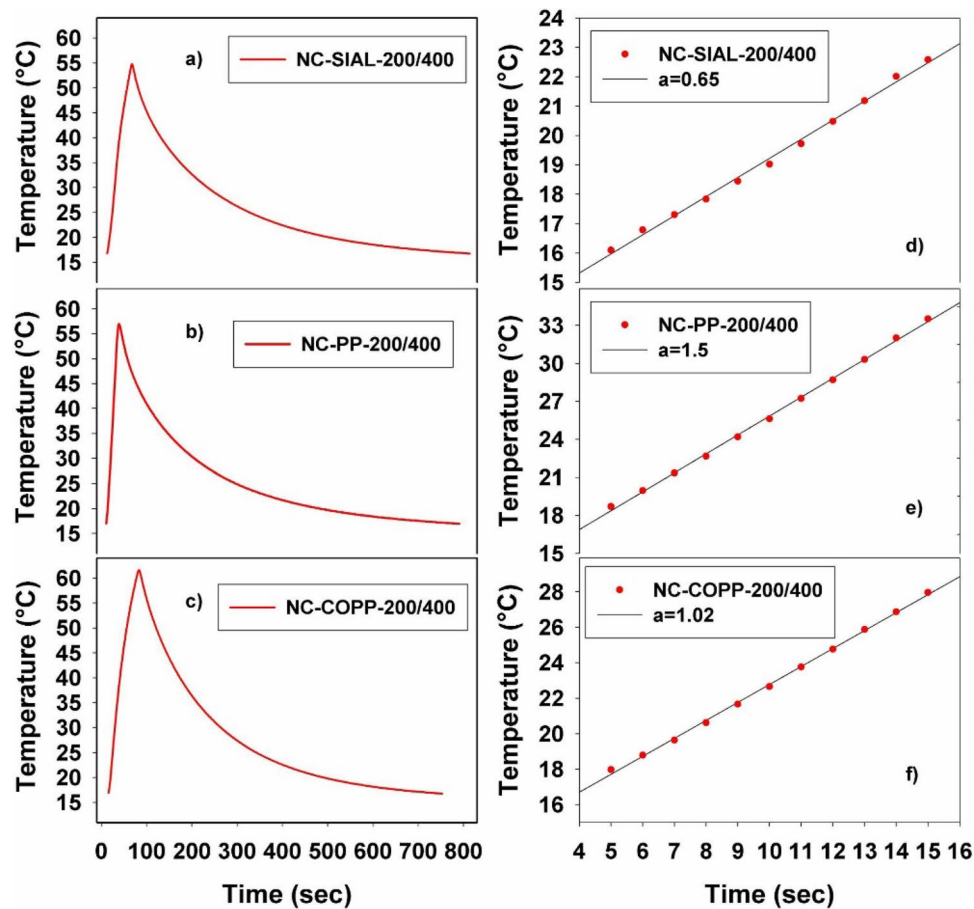 a)
NC-SIAL-200/400
Temperature (°C)
60
55
50
45
40
35
30
25
20
15
d)
NC-SIAL-200/400
a=0.65
Temperature (°C)
24
23
22
21
20
19
18
17
16
15
b)
NC-PP-200/400
Temperature (°C)
60
55
50
45
40
35
30
25
20
15
e)
NC-PP-200/400
a=1.5
Temperature (°C)
33
30
27
24
21
18
15
c)
NC-COPP-200/400
Temperature (°C)
60
55
50
45
40
35
30
25
20
15
0 100 200 300 400 500 600 700 800
Time (sec)
f)
NC-COPP-200/400
a=1.02
Temperature (°C)
28
26
24
22
20
18
16
4 5 6 7 8 9 10 11 12 13 14 15 16
Time (sec)